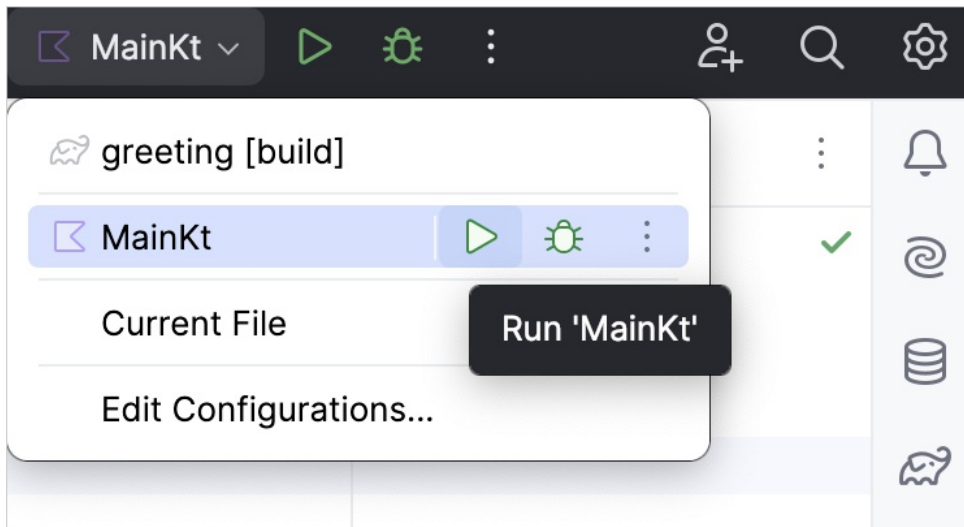 MainKt
greeting [build]
MainKt
Current File
Run 'MainKt'
Edit Configurations...